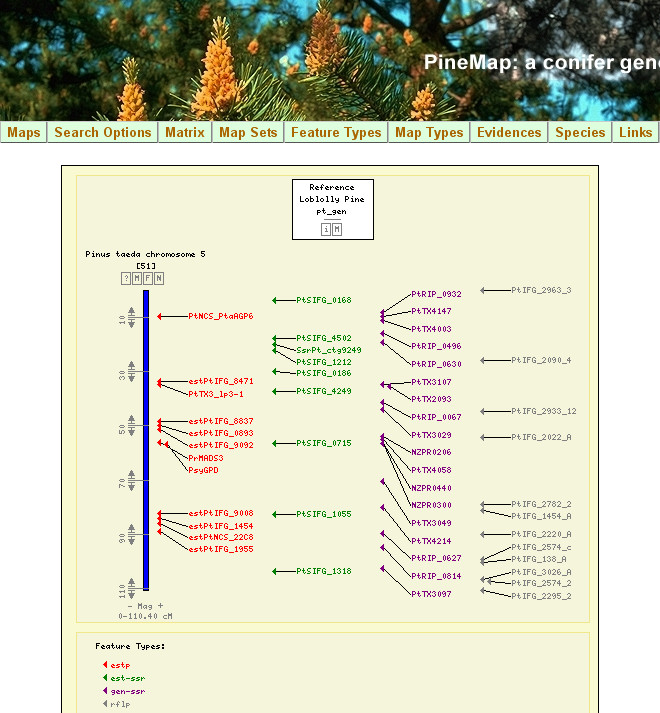 PineMap: a conifer gen
Maps Search Options Matrix Map Sets Feature Types Map Types Evidences Species Links
Reference
Loblolly Pine
pt_gen
i M
Pinus taeda chromosome 5
[51]
? M F N
10
30
50
70
90
110
PtNCS_PtaAGP6
estPtIFG_8471
PtTX3_lp3-1
estPtIFG_8837
estPtIFG_0893
estPtIFG_9092
PrMADS3
PsyGPD
estPtIFG_9008
estPtIFG_1454
estPtNCS_22C8
estPtIFG_1955
PtSIFG_0168
PtSIFG_4502
SsrPt_ctg9249
PtSIFG_1212
PtSIFG_0186
PtSIFG_4249
PtSIFG_0715
PtSIFG_1055
PtSIFG_1318
PtRIP_0932
PtTX4147
PtTX4003
PtRIP_0496
PtRIP_0630
PtTX3107
PtTX2093
PtRIP_0067
PtTX3029
NZPR0206
PtTX4058
NZPR0440
NZPR0300
PtTX3049
PtTX4214
PtRIP_0627
PtRIP_0814
PtTX3097
PtIFG_2963_3
PtIFG_2090_4
PtIFG_2933_12
PtIFG_2022_A
PtIFG_2782_2
PtIFG_1454_A
PtIFG_2220_A
PtIFG_2574_c
PtIFG_138_A
PtIFG_3026_A
PtIFG_2574_2
PtIFG_2295_2
- Mag +
0-110.40 cM
Feature Types:
estp
est-ssr
gen-ssr
rflp